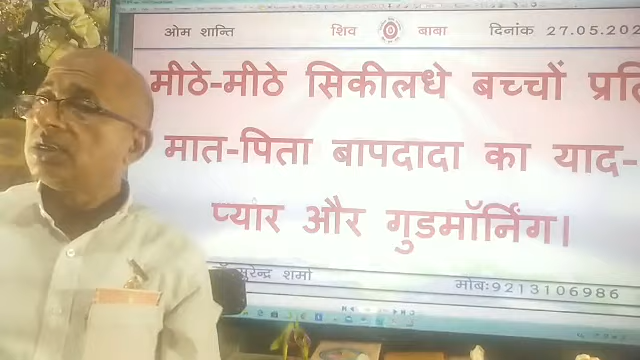 ओम शान्ति शिव बाबा दिनांक 27.05.202
मीठे-मीठे सिकीलधे बच्चों प्रति
मात-पिता बापदादा का याद-
प्यार और गुडमॉर्निंग।
सुरेन्द्र शर्मा मोबः9213106986